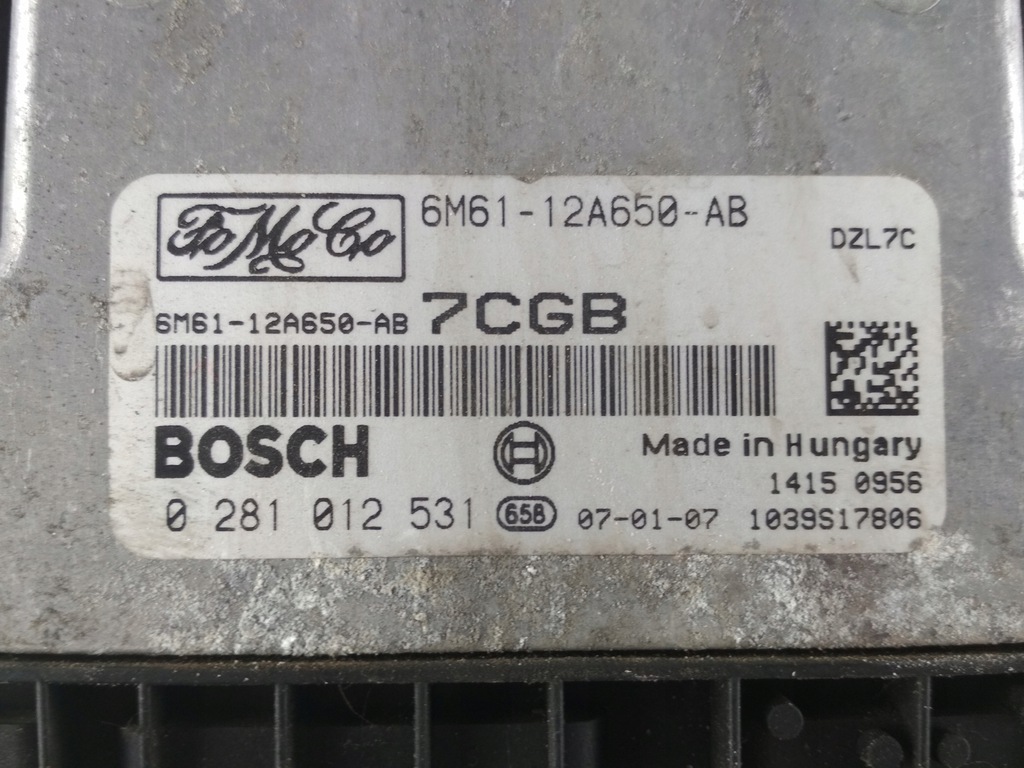 FoMoCo 6M61-12A650-AB
DZL7C
6M61-12A650-AB 7CGB
BOSCH Made in Hungary
1415 0956
0 281 012 531 658 07-01-07 1039S17806